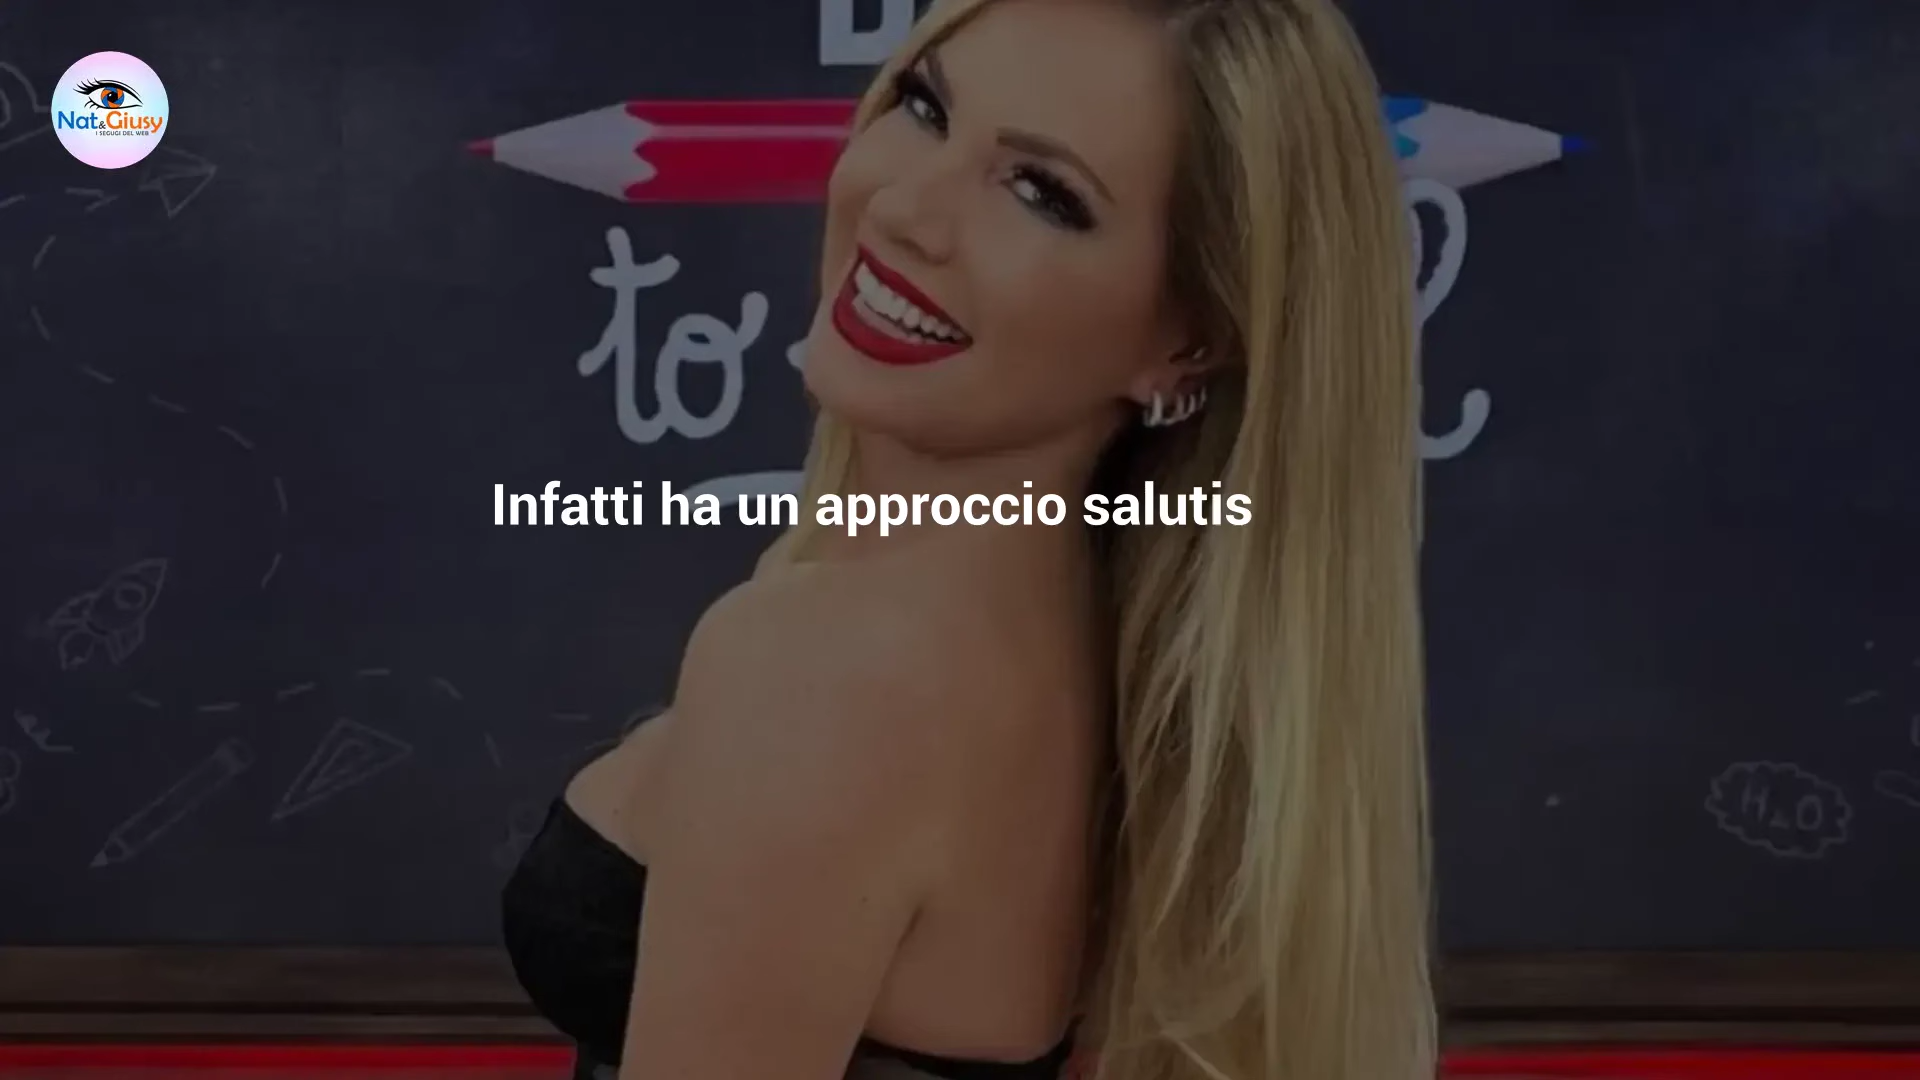 Nat&Giusy
I SEGUGI DEL WEB
to
Infatti ha un approccio salutis
H2O